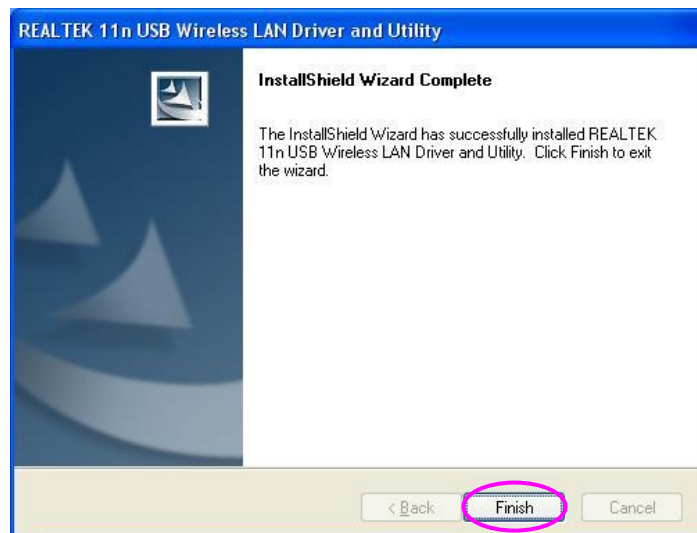 REALTEK 11n USB Wireless LAN Driver and Utility
InstallShield Wizard Complete
The InstallShield Wizard has successfully installed REALTEK
11n USB Wireless LAN Driver and Utility. Click Finish to exit
the wizard.
< Back Finish Cancel